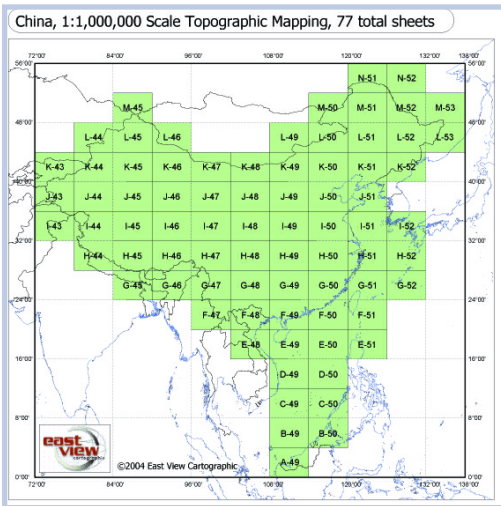 China, 1:1,000,000 Scale Topographic Mapping, 77 total sheets
72°00' 84°00' 96°00' 108°00' 120°00' 132°00' 138°00'
56°00' 56°00'
N-51 N-52
M-45 M-50 M-51 M-52 M-53
48°00' 48°00'
L-44 L-45 L-46 L-49 L-50 L-51 L-52 L-53
K-43 K-44 K-45 K-46 K-47 K-48 K-49 K-50 K-51 K-52
40°00' 40°00'
J-43 J-44 J-45 J-46 J-47 J-48 J-49 J-50 J-51
I-43 I-44 I-45 I-46 I-47 I-48 I-49 I-50 I-51 I-52
32°00' 32°00'
H-44 H-45 H-46 H-47 H-48 H-49 H-50 H-51 H-52
G-45 G-46 G-47 G-48 G-49 G-50 G-51 G-52
24°00' 24°00'
F-47 F-48 F-49 F-50 F-51
E-48 E-49 E-50 E-51
16°00' 16°00'
D-49 D-50
C-49 C-50
8°00' 8°00'
B-49 B-50
east view
cartographic
©2004 East View Cartographic
A-49
0°00' 0°00'
72°00' 84°00' 96°00' 108°00' 120°00' 132°00' 138°00'